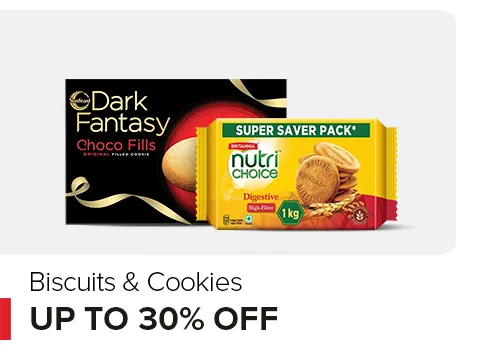 Sunfeast
Dark
Fantasy
Choco Fills
ORIGINAL FILLED COOKIE
SUPER SAVER PACK*
BRITANNIA
nutri
CHOICE
Digestive
High-Fibre
1 kg
Biscuits & Cookies
UP TO 30% OFF